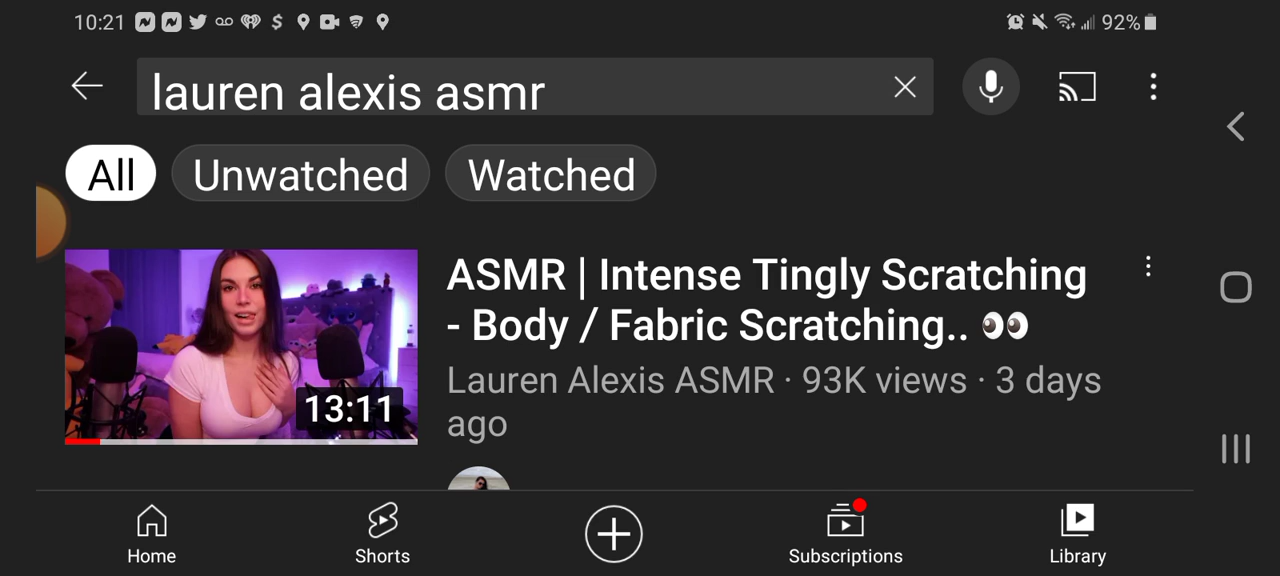 10:21
92%
lauren alexis asmr
All
Unwatched
Watched
ASMR | Intense Tingly Scratching
- Body / Fabric Scratching.. 👀
Lauren Alexis ASMR · 93K views · 3 days
ago
13:11
Home
Shorts
Subscriptions
Library